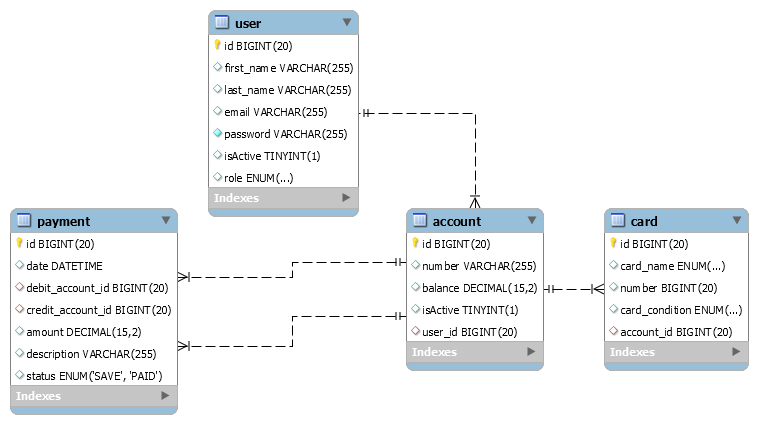 user
id BIGINT(20)
first_name VARCHAR(255)
last_name VARCHAR(255)
email VARCHAR(255)
password VARCHAR(255)
isActive TINYINT(1)
role ENUM(...)
Indexes
payment
id BIGINT(20)
date DATETIME
debit_account_id BIGINT(20)
credit_account_id BIGINT(20)
amount DECIMAL(15,2)
description VARCHAR(255)
status ENUM('SAVE', 'PAID')
Indexes
account
id BIGINT(20)
number VARCHAR(255)
balance DECIMAL(15,2)
isActive TINYINT(1)
user_id BIGINT(20)
Indexes
card
id BIGINT(20)
card_name ENUM(...)
number BIGINT(20)
card_condition ENUM(...)
account_id BIGINT(20)
Indexes